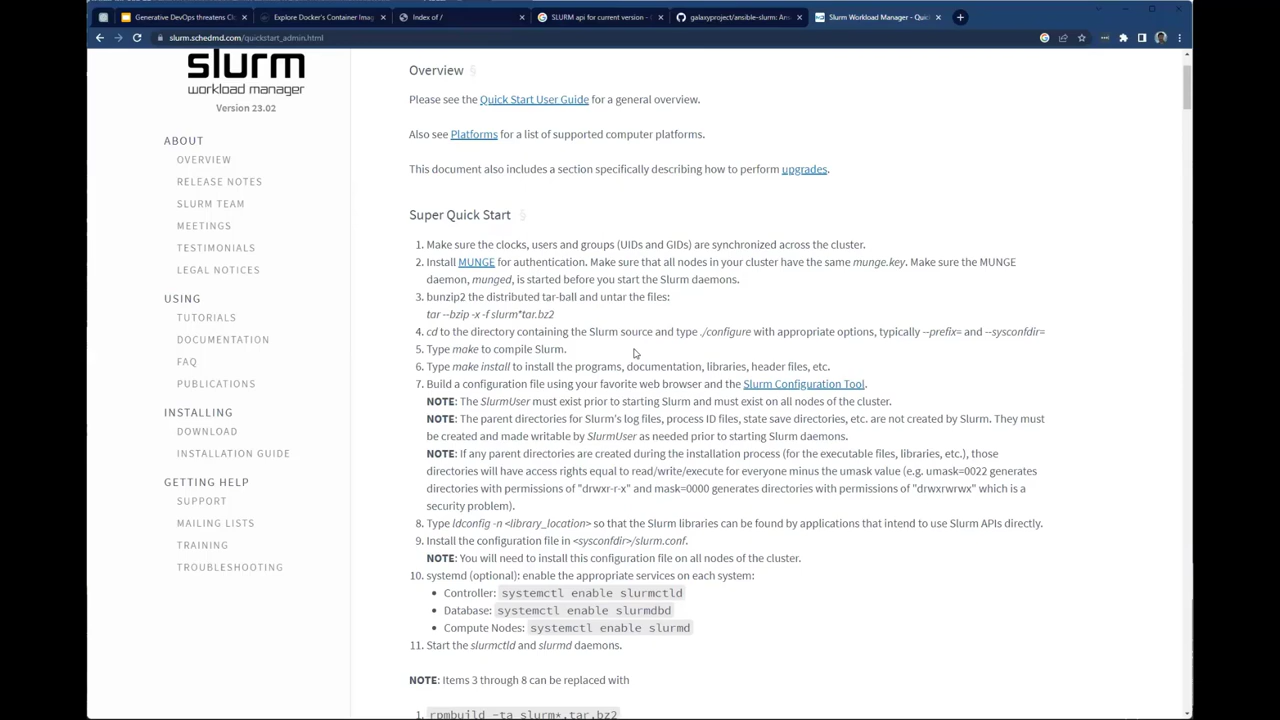 Generative DevOps threatens Cl
Explore Docker's Container Imag
Index of /
SLURM api for current version -
galaxyproject/ansible-slurm: An
Slurm Workload Manager - Quic
slurm.schedmd.com/quickstart_admin.html
slurm
workload manager
Version 23.02
ABOUT
OVERVIEW
RELEASE NOTES
SLURM TEAM
MEETINGS
TESTIMONIALS
LEGAL NOTICES
USING
TUTORIALS
DOCUMENTATION
FAQ
PUBLICATIONS
INSTALLING
DOWNLOAD
INSTALLATION GUIDE
GETTING HELP
SUPPORT
MAILING LISTS
TRAINING
TROUBLESHOOTING
Overview §
Please see the Quick Start User Guide for a general overview.
Also see Platforms for a list of supported computer platforms.
This document also includes a section specifically describing how to perform upgrades.
Super Quick Start §
1. Make sure the clocks, users and groups (UIDs and GIDs) are synchronized across the cluster.
2. Install MUNGE for authentication. Make sure that all nodes in your cluster have the same munge.key. Make sure the MUNGE
daemon, munged, is started before you start the Slurm daemons.
3. bunzip2 the distributed tar-ball and untar the files:
tar --bzip -x -f slurm*tar.bz2
4. cd to the directory containing the Slurm source and type ./configure with appropriate options, typically --prefix= and --sysconfdir=
5. Type make to compile Slurm.
6. Type make install to install the programs, documentation, libraries, header files, etc.
7. Build a configuration file using your favorite web browser and the Slurm Configuration Tool.
NOTE: The SlurmUser must exist prior to starting Slurm and must exist on all nodes of the cluster.
NOTE: The parent directories for Slurm's log files, process ID files, state save directories, etc. are not created by Slurm. They must
be created and made writable by SlurmUser as needed prior to starting Slurm daemons.
NOTE: If any parent directories are created during the installation process (for the executable files, libraries, etc.), those
directories will have access rights equal to read/write/execute for everyone minus the umask value (e.g. umask=0022 generates
directories with permissions of "drwxr-r-x" and mask=0000 generates directories with permissions of "drwxrwrwx" which is a
security problem).
8. Type ldconfig -n <library_location> so that the Slurm libraries can be found by applications that intend to use Slurm APIs directly.
9. Install the configuration file in <sysconfdir>/slurm.conf.
NOTE: You will need to install this configuration file on all nodes of the cluster.
10. systemd (optional): enable the appropriate services on each system:
• Controller: systemctl enable slurmctld
• Database: systemctl enable slurmdbd
• Compute Nodes: systemctl enable slurmd
11. Start the slurmctld and slurmd daemons.
NOTE: Items 3 through 8 can be replaced with
1. rpmbuild -ta slurm*.tar.bz2